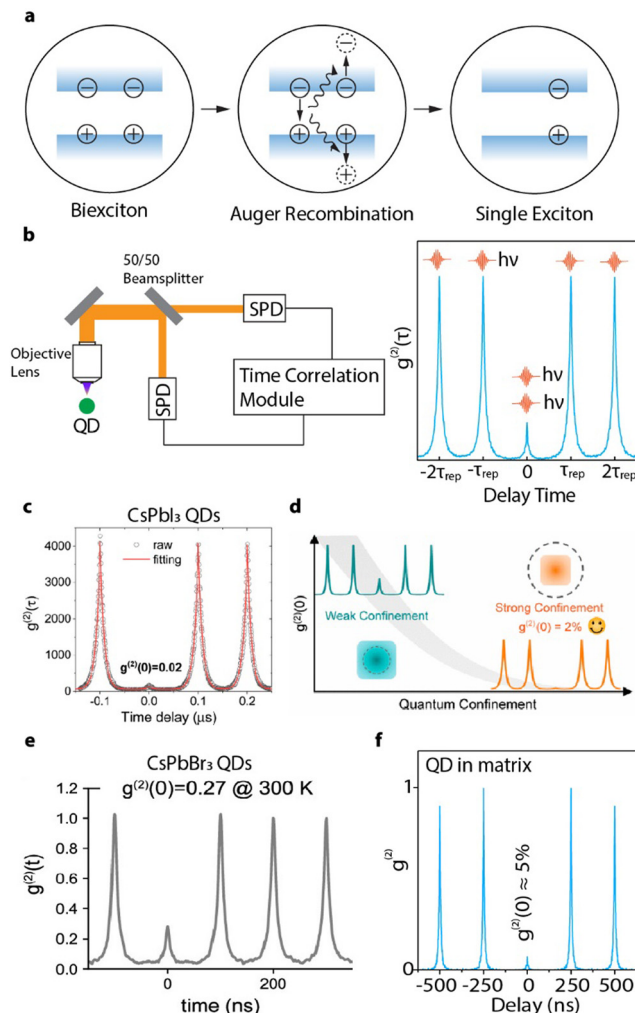 a
Biexciton
Auger Recombination
Single Exciton
b
50/50
Beamsplitter
SPD
Objective
Lens
SPD
Time Correlation
Module
QD
hν
hν
hν
g⁽²⁾(τ)
-2τrep
-τrep
0
τrep
2τrep
Delay Time
c
CsPbI₃ QDs
raw
fitting
4000
3000
2000
1000
0
g⁽²⁾(τ)
g⁽²⁾(0)=0.02
-0.1
0.0
0.1
0.2
Time delay (μs)
d
g⁽²⁾(0)
Weak Confinement
Strong Confinement
g⁽²⁾(0) = 2%
Quantum Confinement
e
CsPbBr₃ QDs
g⁽²⁾(0)=0.27 @ 300 K
1.2
1.0
0.8
0.6
0.4
0.2
0.0
g⁽²⁾(t)
0
200
time (ns)
f
QD in matrix
1
g⁽²⁾
0
g⁽²⁾(0) ≈ 5%
-500
-250
0
250
500
Delay (ns)